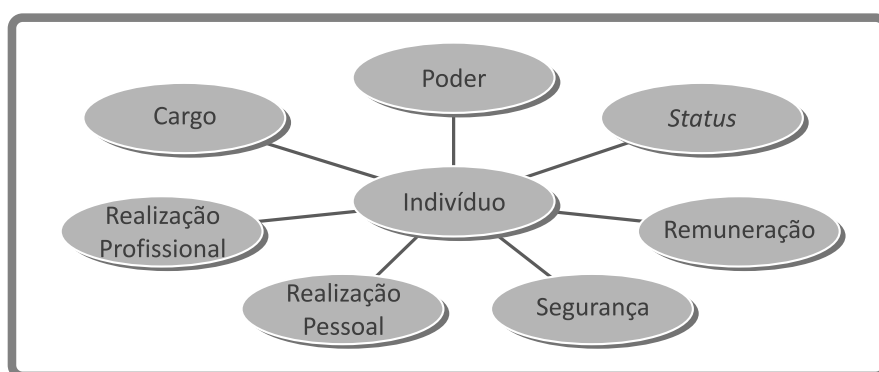 Poder
Cargo
Status
Indivíduo
Realização
Profissional
Remuneração
Realização
Pessoal
Segurança